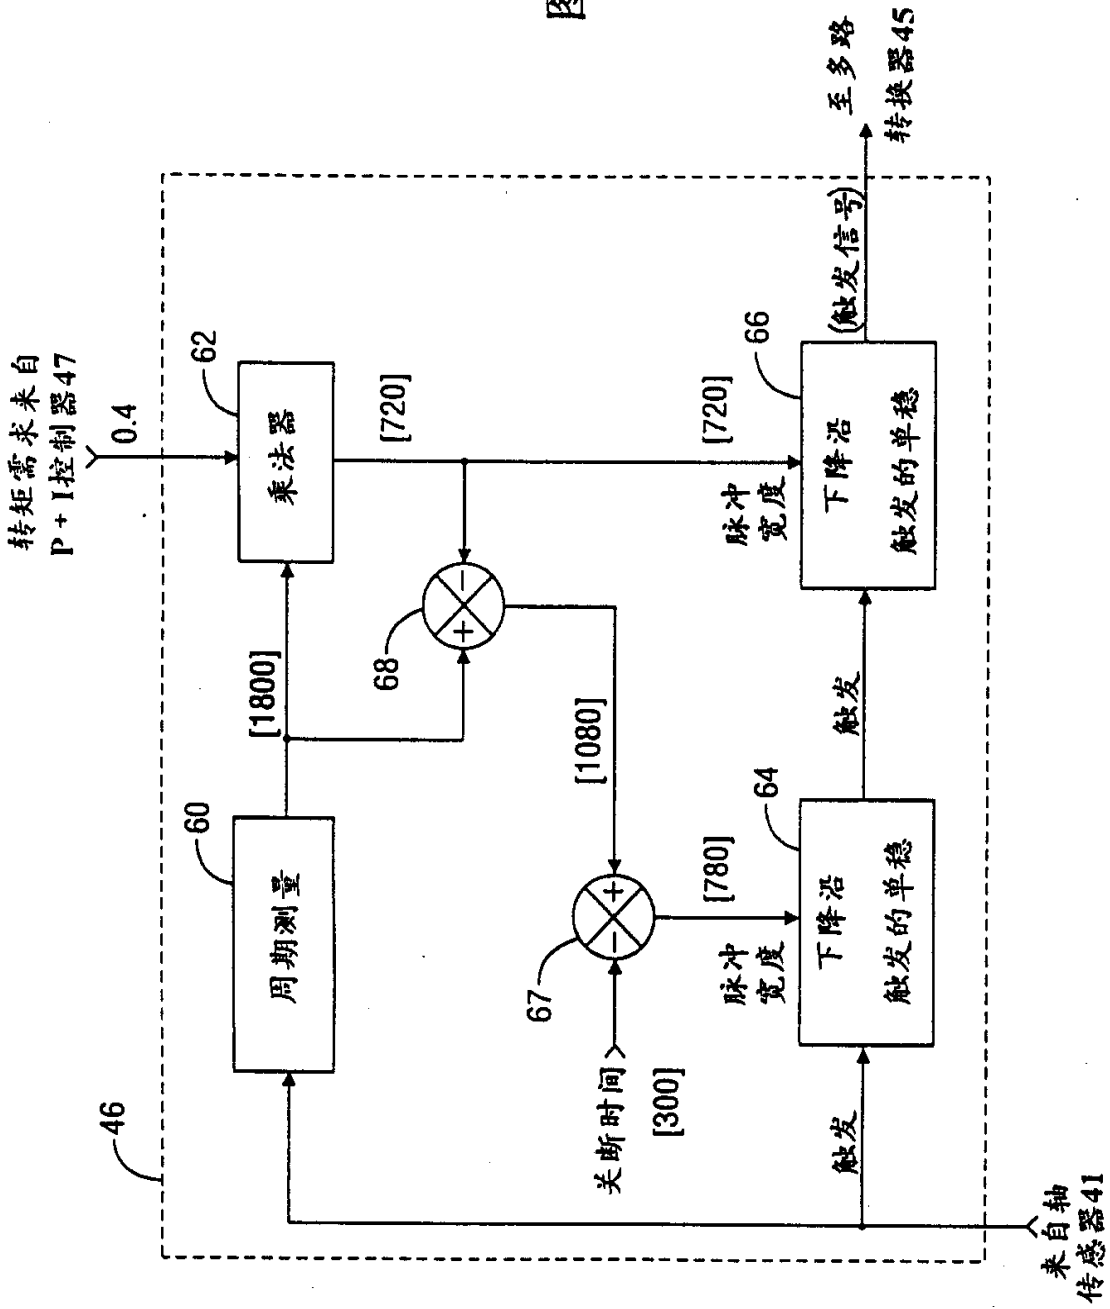 图
转矩需求来自
P+I控制器47
0.4
62
乘法器
[720]
[1800]
60
周期测量
46
68
−
+
[1080]
67
+
−
关断时间
[300]
[780]
脉冲
宽度
64
下降沿
触发的单稳
触发
触发
[720]
脉冲
宽度
66
下降沿
触发的单稳
(触发信号)
至多路
转换器45
来自轴
传感器41